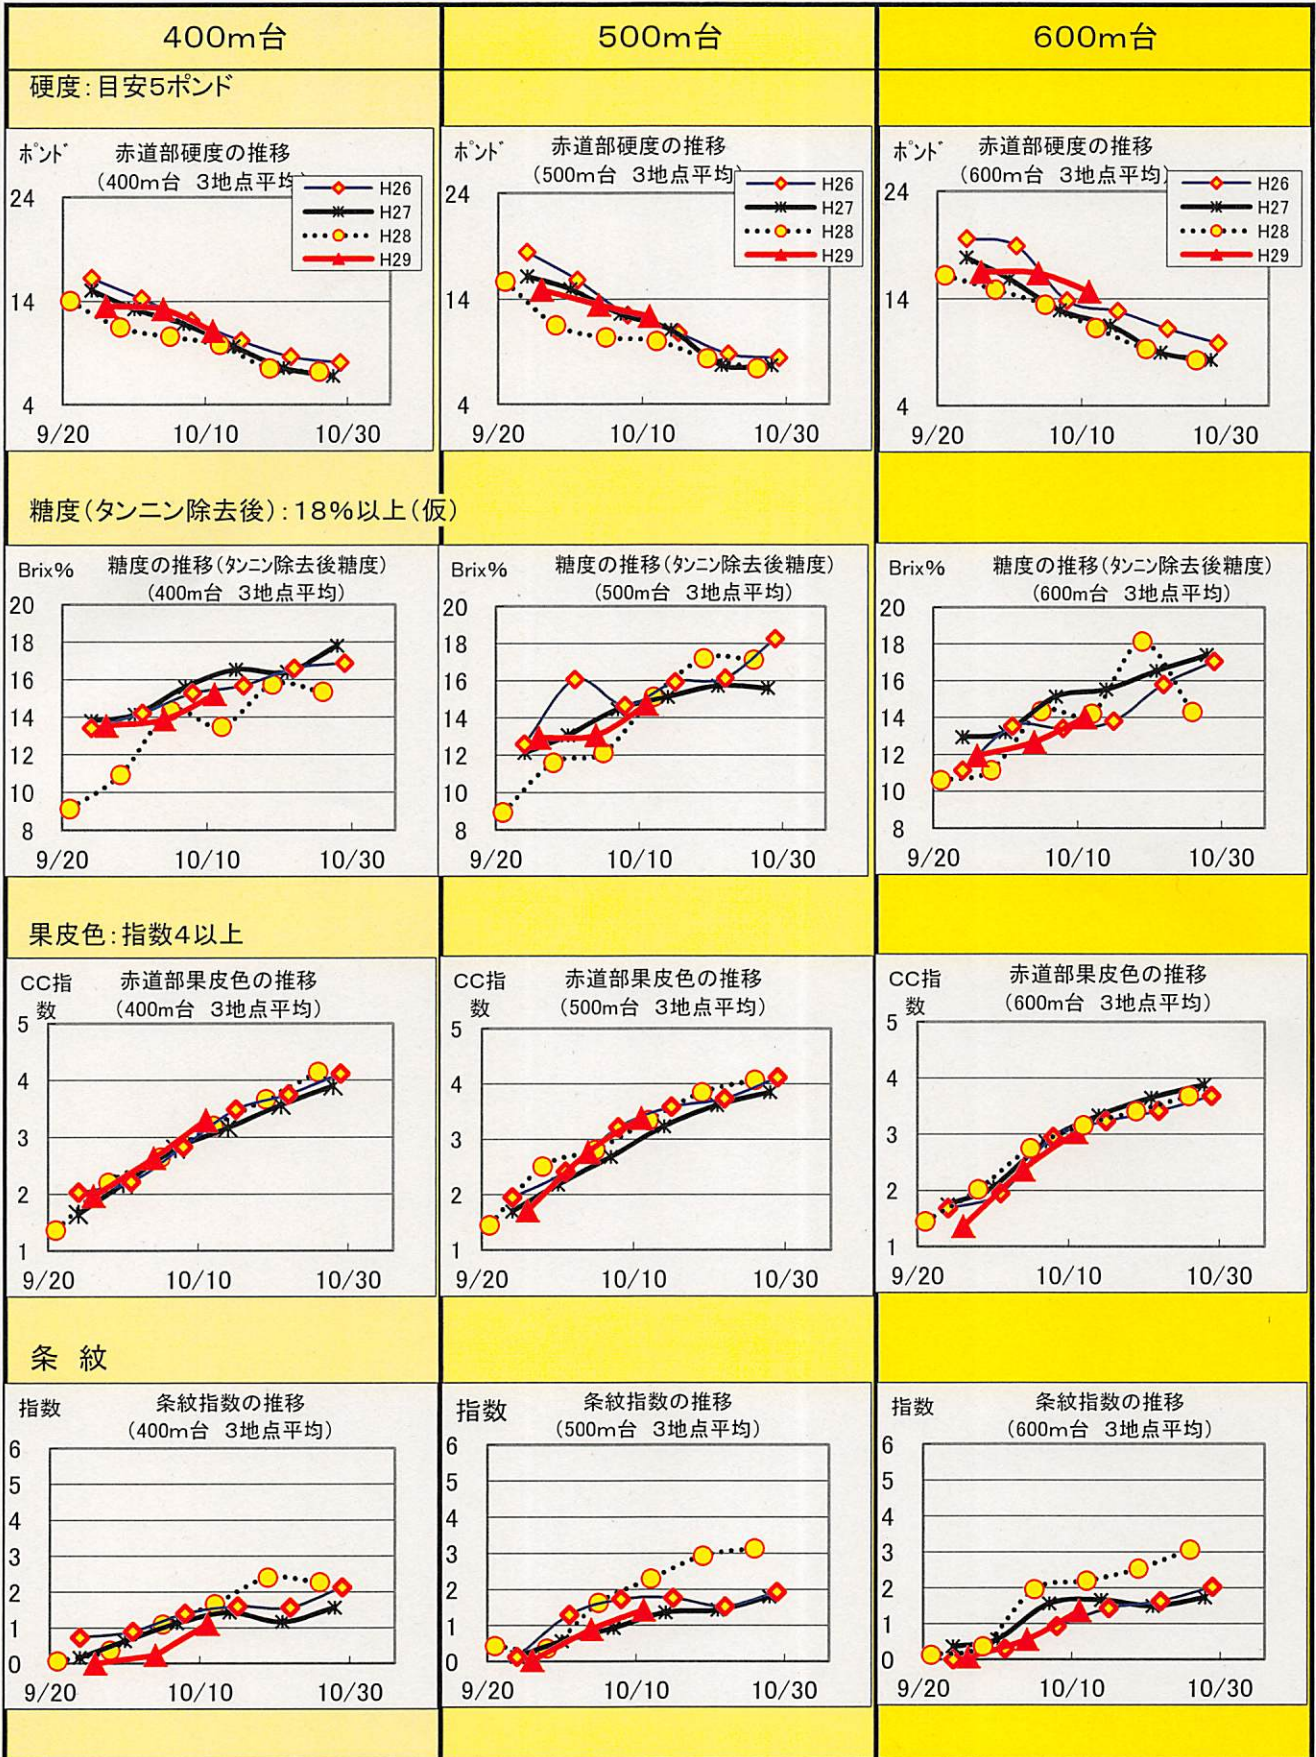 400m台 500m台 600m台
硬度:目安5ポンド
ポンド 赤道部硬度の推移
(400m台 3地点平均)
H26
H27
H28
H29
24
14
4
9/20 10/10 10/30
ポンド 赤道部硬度の推移
(500m台 3地点平均)
H26
H27
H28
H29
24
14
4
9/20 10/10 10/30
ポンド 赤道部硬度の推移
(600m台 3地点平均)
H26
H27
H28
H29
24
14
4
9/20 10/10 10/30
糖度(タンニン除去後):18%以上(仮)
Brix% 糖度の推移(タンニン除去後糖度)
(400m台 3地点平均)
20
18
16
14
12
10
8
9/20 10/10 10/30
Brix% 糖度の推移(タンニン除去後糖度)
(500m台 3地点平均)
20
18
16
14
12
10
8
9/20 10/10 10/30
Brix% 糖度の推移(タンニン除去後糖度)
(600m台 3地点平均)
20
18
16
14
12
10
8
9/20 10/10 10/30
果皮色:指数4以上
CC指 赤道部果皮色の推移
数 (400m台 3地点平均)
5
4
3
2
1
9/20 10/10 10/30
CC指 赤道部果皮色の推移
数 (500m台 3地点平均)
5
4
3
2
1
9/20 10/10 10/30
CC指 赤道部果皮色の推移
数 (600m台 3地点平均)
5
4
3
2
1
9/20 10/10 10/30
条 紋
指数 条紋指数の推移
(400m台 3地点平均)
6
5
4
3
2
1
0
9/20 10/10 10/30
指数 条紋指数の推移
(500m台 3地点平均)
6
5
4
3
2
1
0
9/20 10/10 10/30
指数 条紋指数の推移
(600m台 3地点平均)
6
5
4
3
2
1
0
9/20 10/10 10/30